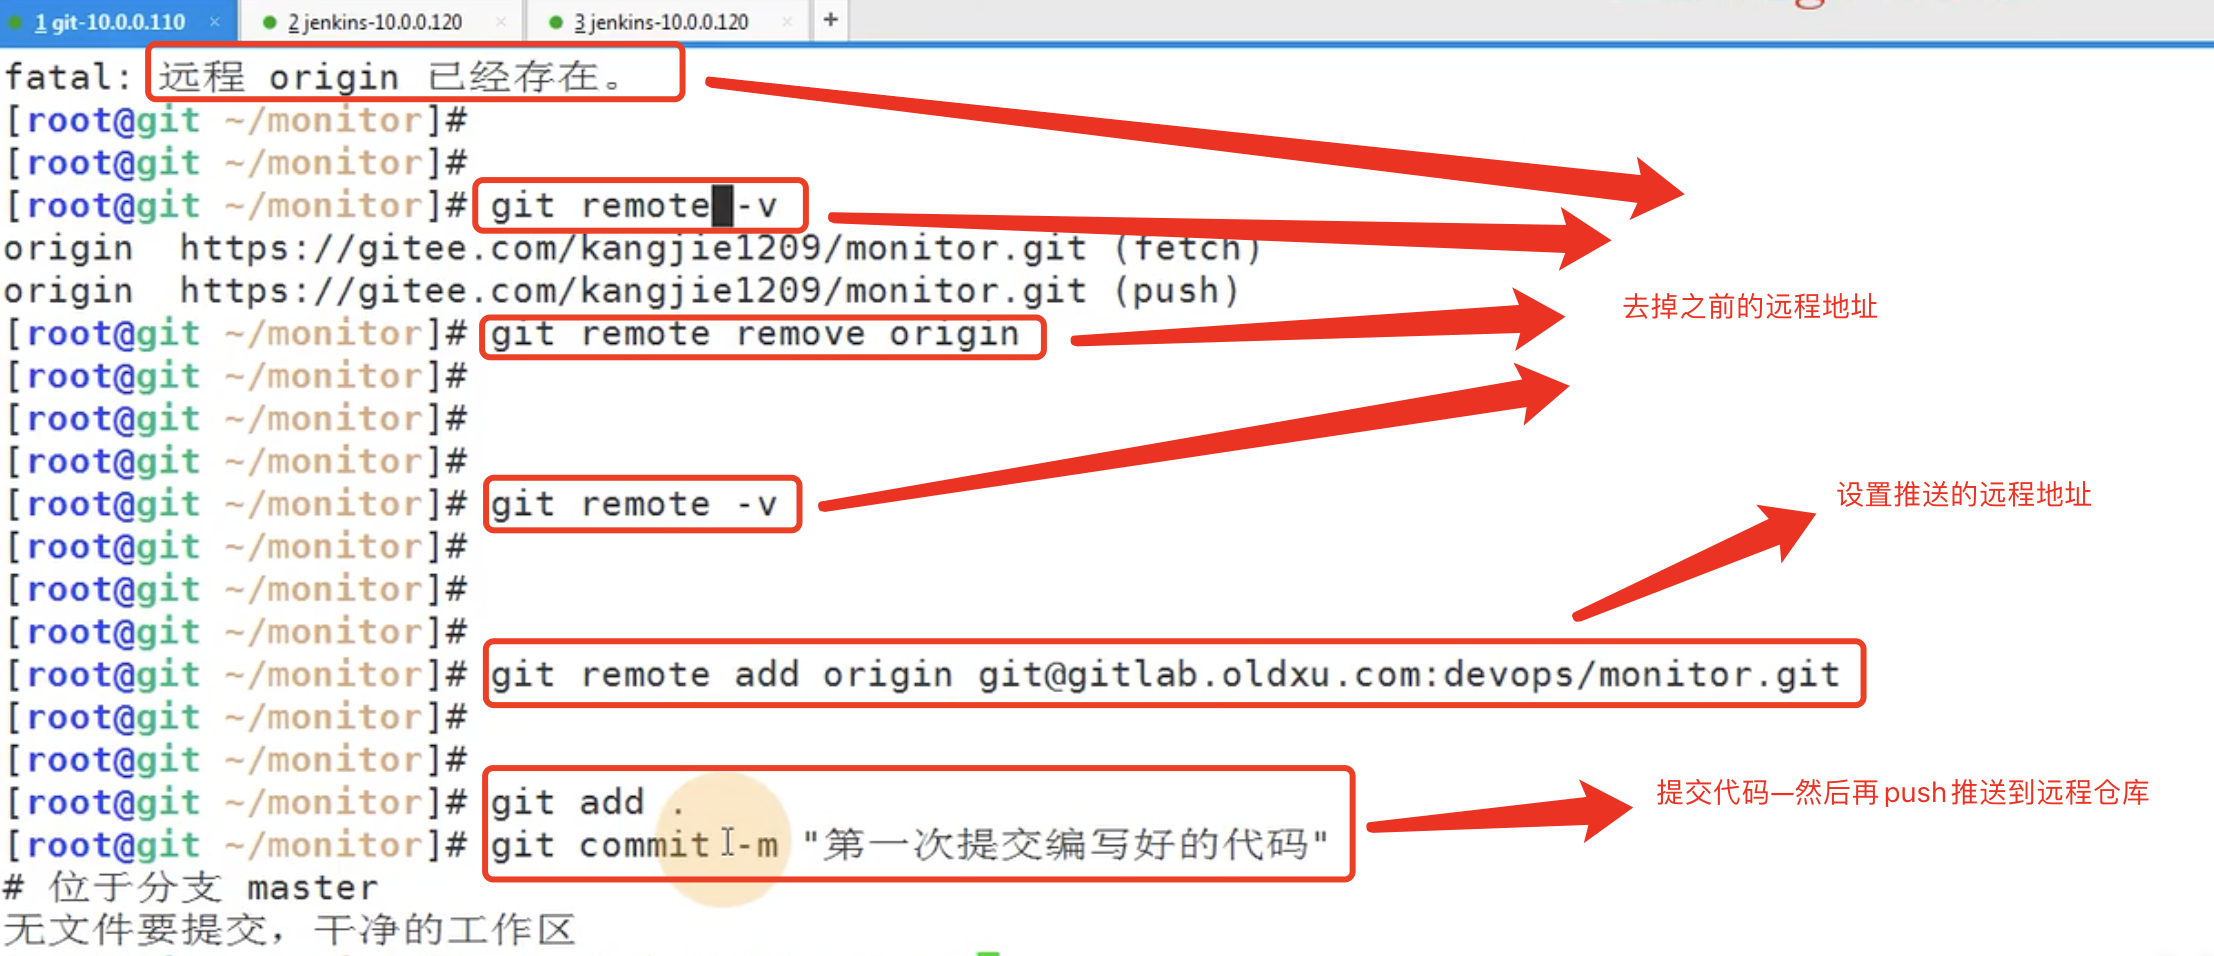 1 git-10.0.0.110 × 2 jenkins-10.0.0.120 × 3 jenkins-10.0.0.120 × +
fatal: 远程 origin 已经存在。
[root@git ~/monitor]#
[root@git ~/monitor]#
[root@git ~/monitor]# git remote -v
origin  https://gitee.com/kangjie1209/monitor.git (fetch)
origin  https://gitee.com/kangjie1209/monitor.git (push)
去掉之前的远程地址
[root@git ~/monitor]# git remote remove origin
[root@git ~/monitor]#
[root@git ~/monitor]#
[root@git ~/monitor]#
[root@git ~/monitor]# git remote -v
设置推送的远程地址
[root@git ~/monitor]#
[root@git ~/monitor]#
[root@git ~/monitor]#
[root@git ~/monitor]# git remote add origin git@gitlab.oldxu.com:devops/monitor.git
[root@git ~/monitor]#
[root@git ~/monitor]#
[root@git ~/monitor]# git add .
提交代码—然后再push推送到远程仓库
[root@git ~/monitor]# git commit -m "第一次提交编写好的代码"
# 位于分支 master
无文件要提交，干净的工作区